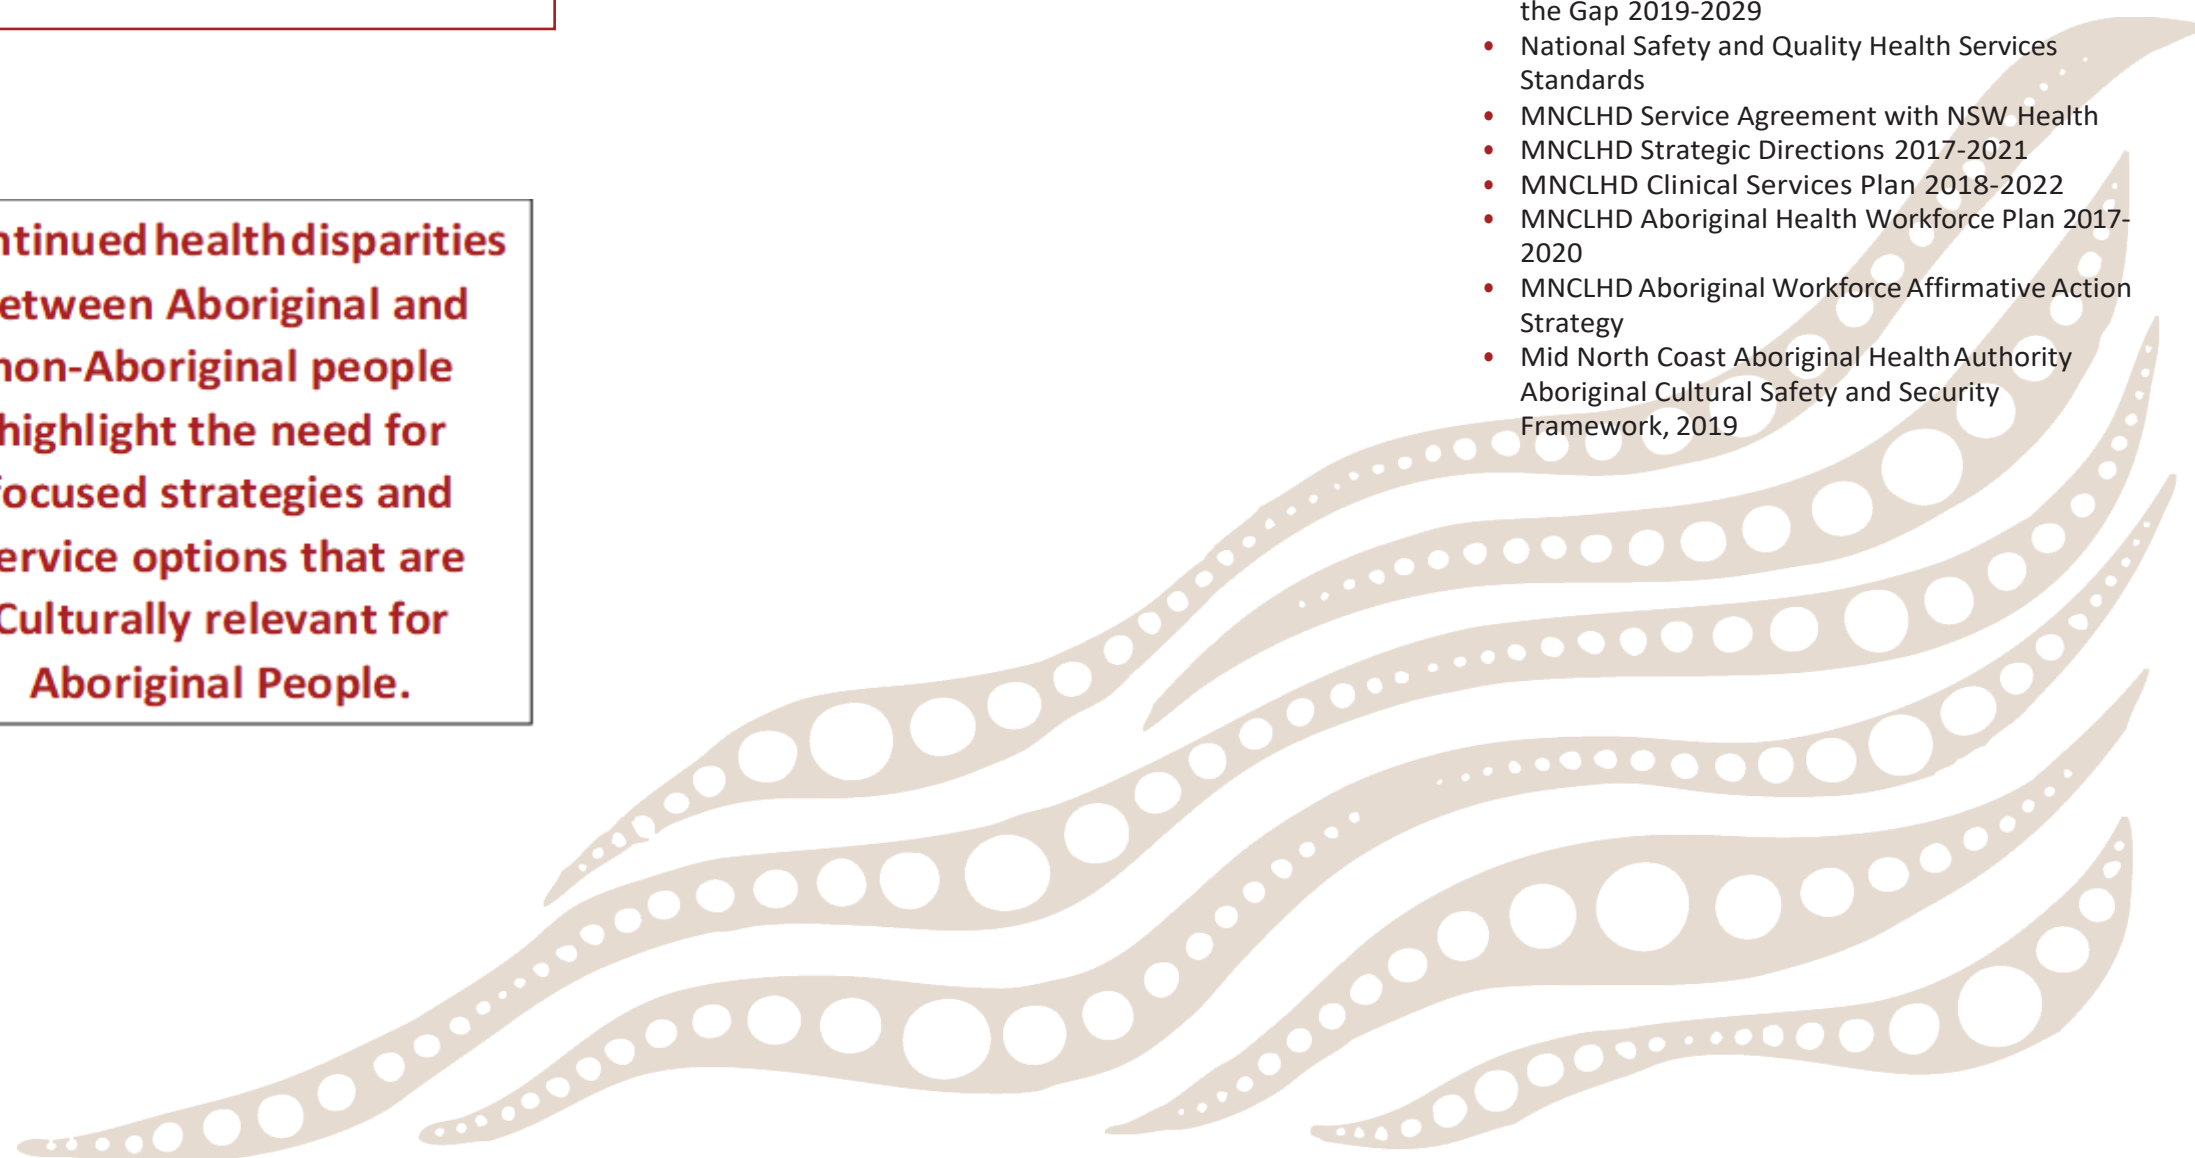 ntinued health disparities
etween Aboriginal and
non-Aboriginal people
highlight the need for
focused strategies and
ervice options that are
Culturally relevant for
Aboriginal People.
the Gap 2019-2029
• National Safety and Quality Health Services
Standards
• MNCLHD Service Agreement with NSW Health
• MNCLHD Strategic Directions 2017-2021
• MNCLHD Clinical Services Plan 2018-2022
• MNCLHD Aboriginal Health Workforce Plan 2017-
2020
• MNCLHD Aboriginal Workforce Affirmative Action
Strategy
• Mid North Coast Aboriginal Health Authority
Aboriginal Cultural Safety and Security
Framework, 2019